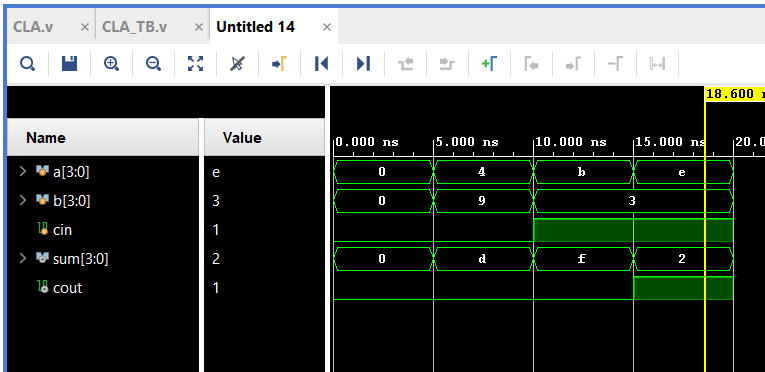 CLA.v × CLA_TB.v × Untitled 14 ×
18.600 n
Name Value 0.000 ns 5.000 ns 10.000 ns 15.000 ns 20.0
a[3:0] e 0 4 b e
b[3:0] 3 0 9 3
cin 1
sum[3:0] 2 0 d f 2
cout 1